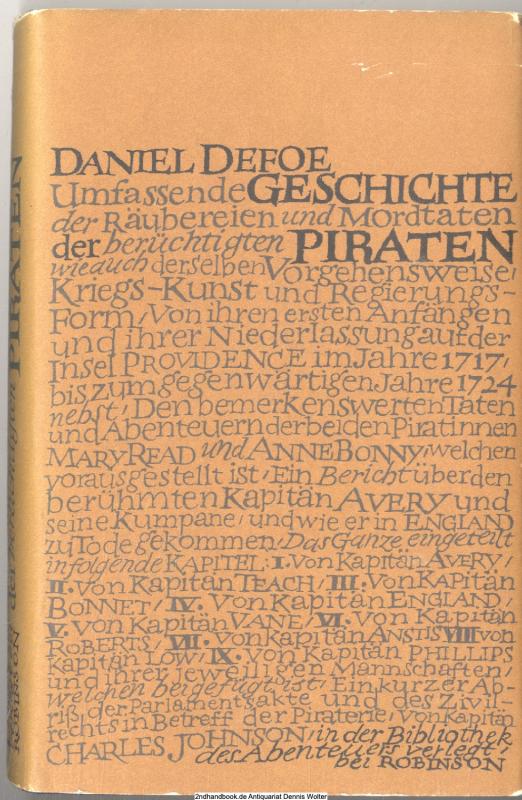 DANIEL DEFOE
Umfassende GESCHICHTE
der Räubereien und Mordtaten
der berüchtigten PIRATEN
wie auch derselben Vorgehensweise/
Kriegs-Kunst und Regierungs-
Form/Von ihren ersten Anfängen
und ihrer Niederlassung auf der
Insel PROVIDENCE im Jahre 1717/
bis zum gegenwärtigen Jahre 1724
nebst/Den bemerkenswerten Taten
und Abenteuern der beiden Piratinnen
MARY READ und ANNE BONNY/welchen
vorausgestellt ist/Ein Bericht über den
berühmten Kapitän AVERY und
seine Kumpane/und wie er in ENGLAND
zu Tode gekommen/Das Ganze eingeteilt
in folgende KAPITEL: I. Von Kapitän AVERY/
II. Von Kapitän TEACH/III. Von Kapitän
BONNET/IV. Von Kapitän ENGLAND/
V. Von Kapitän VANE/VI. Von Kapitän
ROBERTS/VII. Von Kapitän ANSTIS VIII von
Kapitän LOW/IX. Von Kapitän PHILLIPS
und ihrer jeweiligen Mannschaften/
welchen beigefügt ist/Ein kurzer Ab-
riß der Parlamentsakte und des Zivil-
rechts in Betreff der Piraterie/Von Kapitän
CHARLES JOHNSON/in der Bibliothek
des Abenteuers verlegt/
bei ROBINSON
PIRATEN
der
ROBINSON
2ndhandbook.de Antiquariat Dennis Wolter